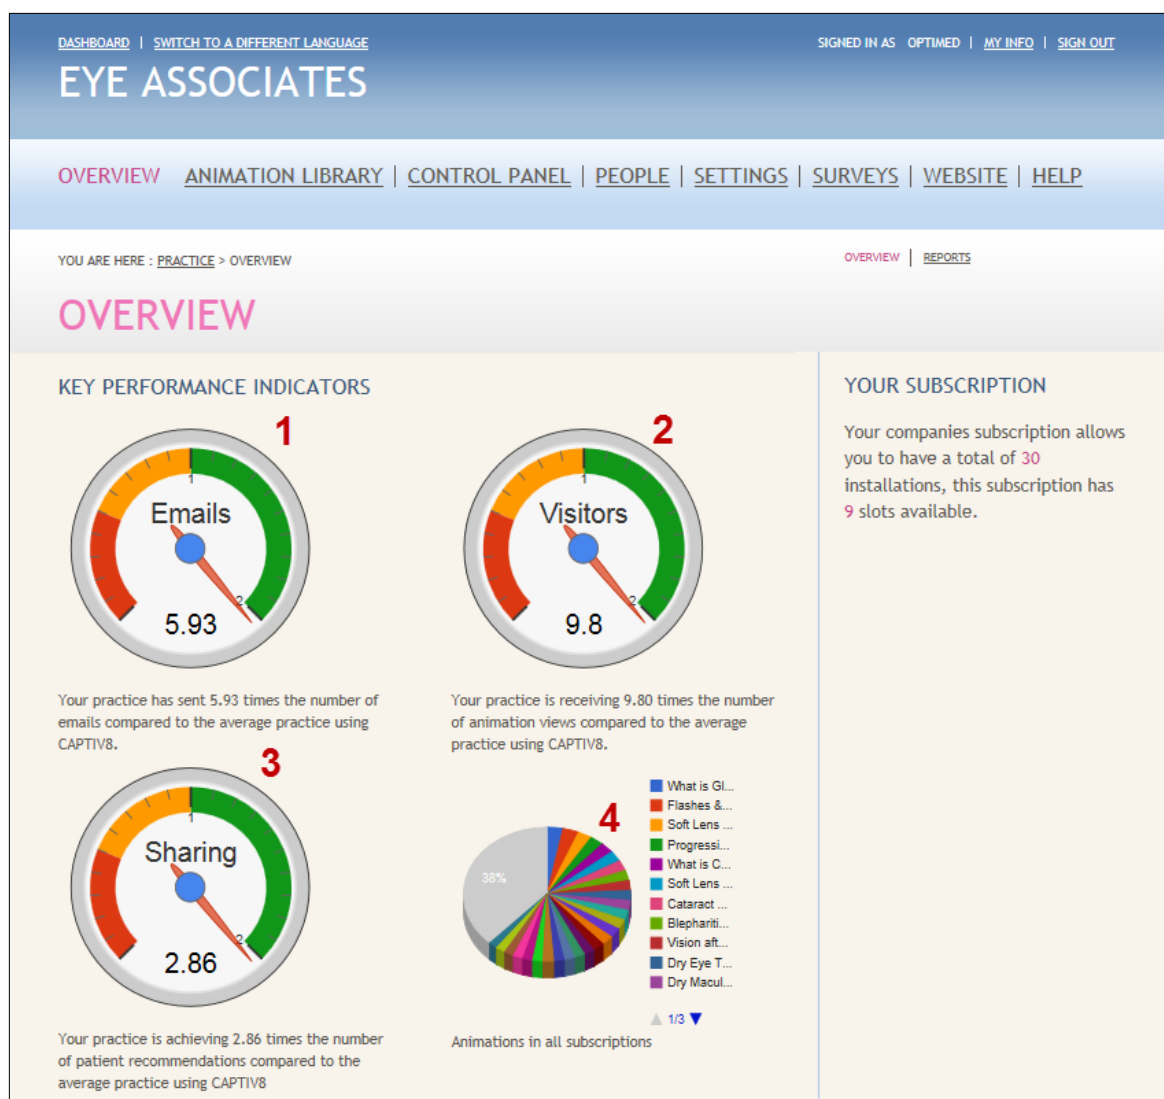 DASHBOARD | SWITCH TO A DIFFERENT LANGUAGE
SIGNED IN AS OPTIMED | MY INFO | SIGN OUT
EYE ASSOCIATES
OVERVIEW ANIMATION LIBRARY | CONTROL PANEL | PEOPLE | SETTINGS | SURVEYS | WEBSITE | HELP
YOU ARE HERE : PRACTICE > OVERVIEW
OVERVIEW | REPORTS
OVERVIEW
KEY PERFORMANCE INDICATORS
1
1
Emails
2
5.93
Your practice has sent 5.93 times the number of
emails compared to the average practice using
CAPTIV8.
2
1
Visitors
2
9.8
Your practice is receiving 9.80 times the number
of animation views compared to the average
practice using CAPTIV8.
3
1
Sharing
2
2.86
Your practice is achieving 2.86 times the number
of patient recommendations compared to the
average practice using CAPTIV8
4
38%
What is Gl...
Flashes &...
Soft Lens ...
Progressi...
What is C...
Soft Lens ...
Cataract ...
Blephariti...
Vision aft...
Dry Eye T...
Dry Macul...
1/3
Animations in all subscriptions
YOUR SUBSCRIPTION
Your companies subscription allows
you to have a total of 30
installations, this subscription has
9 slots available.